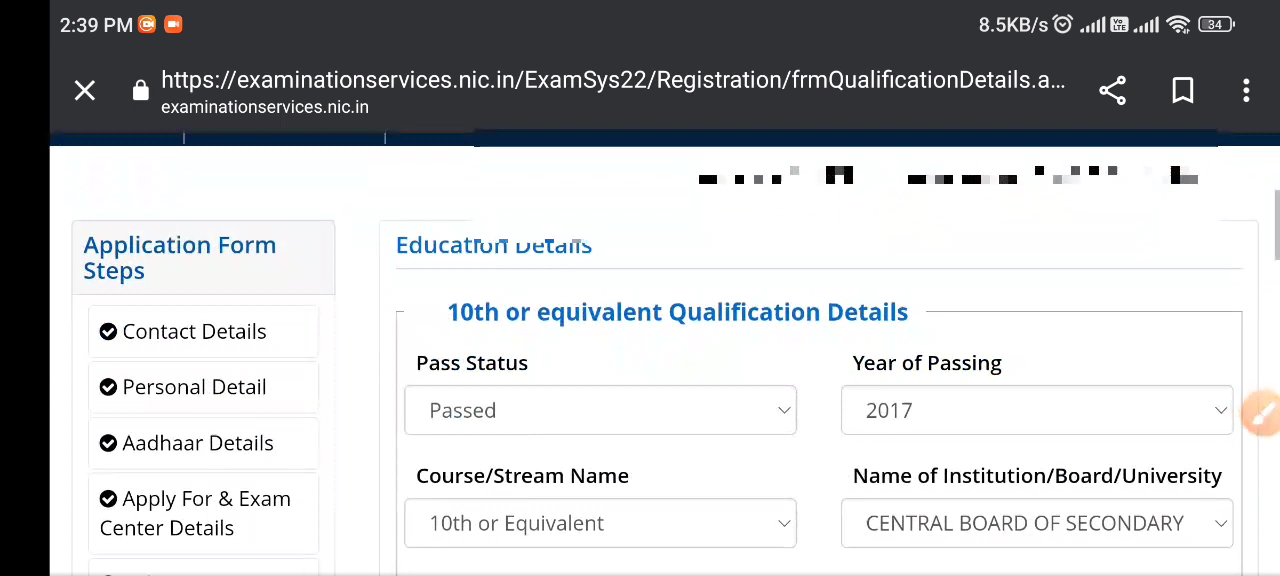 2:39 PM
8.5KB/s Vo LTE 34
https://examinationservices.nic.in/ExamSys22/Registration/frmQualificationDetails.a...
examinationservices.nic.in
Application Form
Steps
Contact Details
Personal Detail
Aadhaar Details
Apply For & Exam
Center Details
Education Details
10th or equivalent Qualification Details
Pass Status
Year of Passing
Passed
2017
Course/Stream Name
Name of Institution/Board/University
10th or Equivalent
CENTRAL BOARD OF SECONDARY